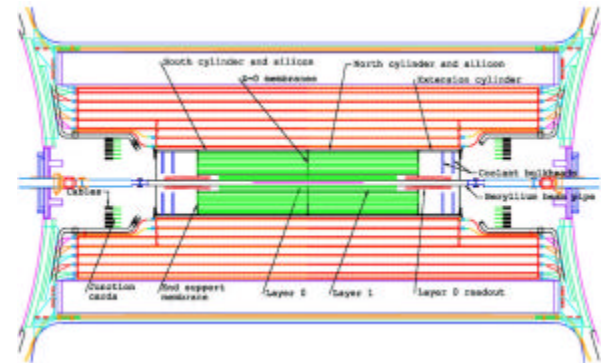 South cylinder and silicon
North cylinder and silicon
Z=0 membranes
Extension cylinder
Coolant bulkheads
Cables
Beryllium beam pipe
Junction
cards
End support
membrane
Layer 0
Layer 1
Layer 0 readout